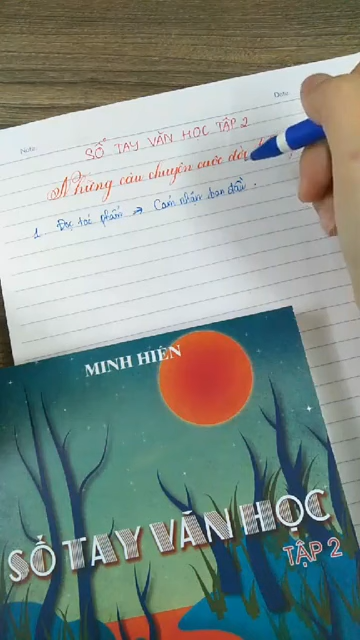 Note:
Date
SỔ TAY VĂN HỌC TẬP 2
Những câu chuyện cuộc đời
1 Đọc tác phẩm → Cảm nhận ban đầu.
MINH HIÊN
SỔ TAY VĂN HỌC
TẬP 2